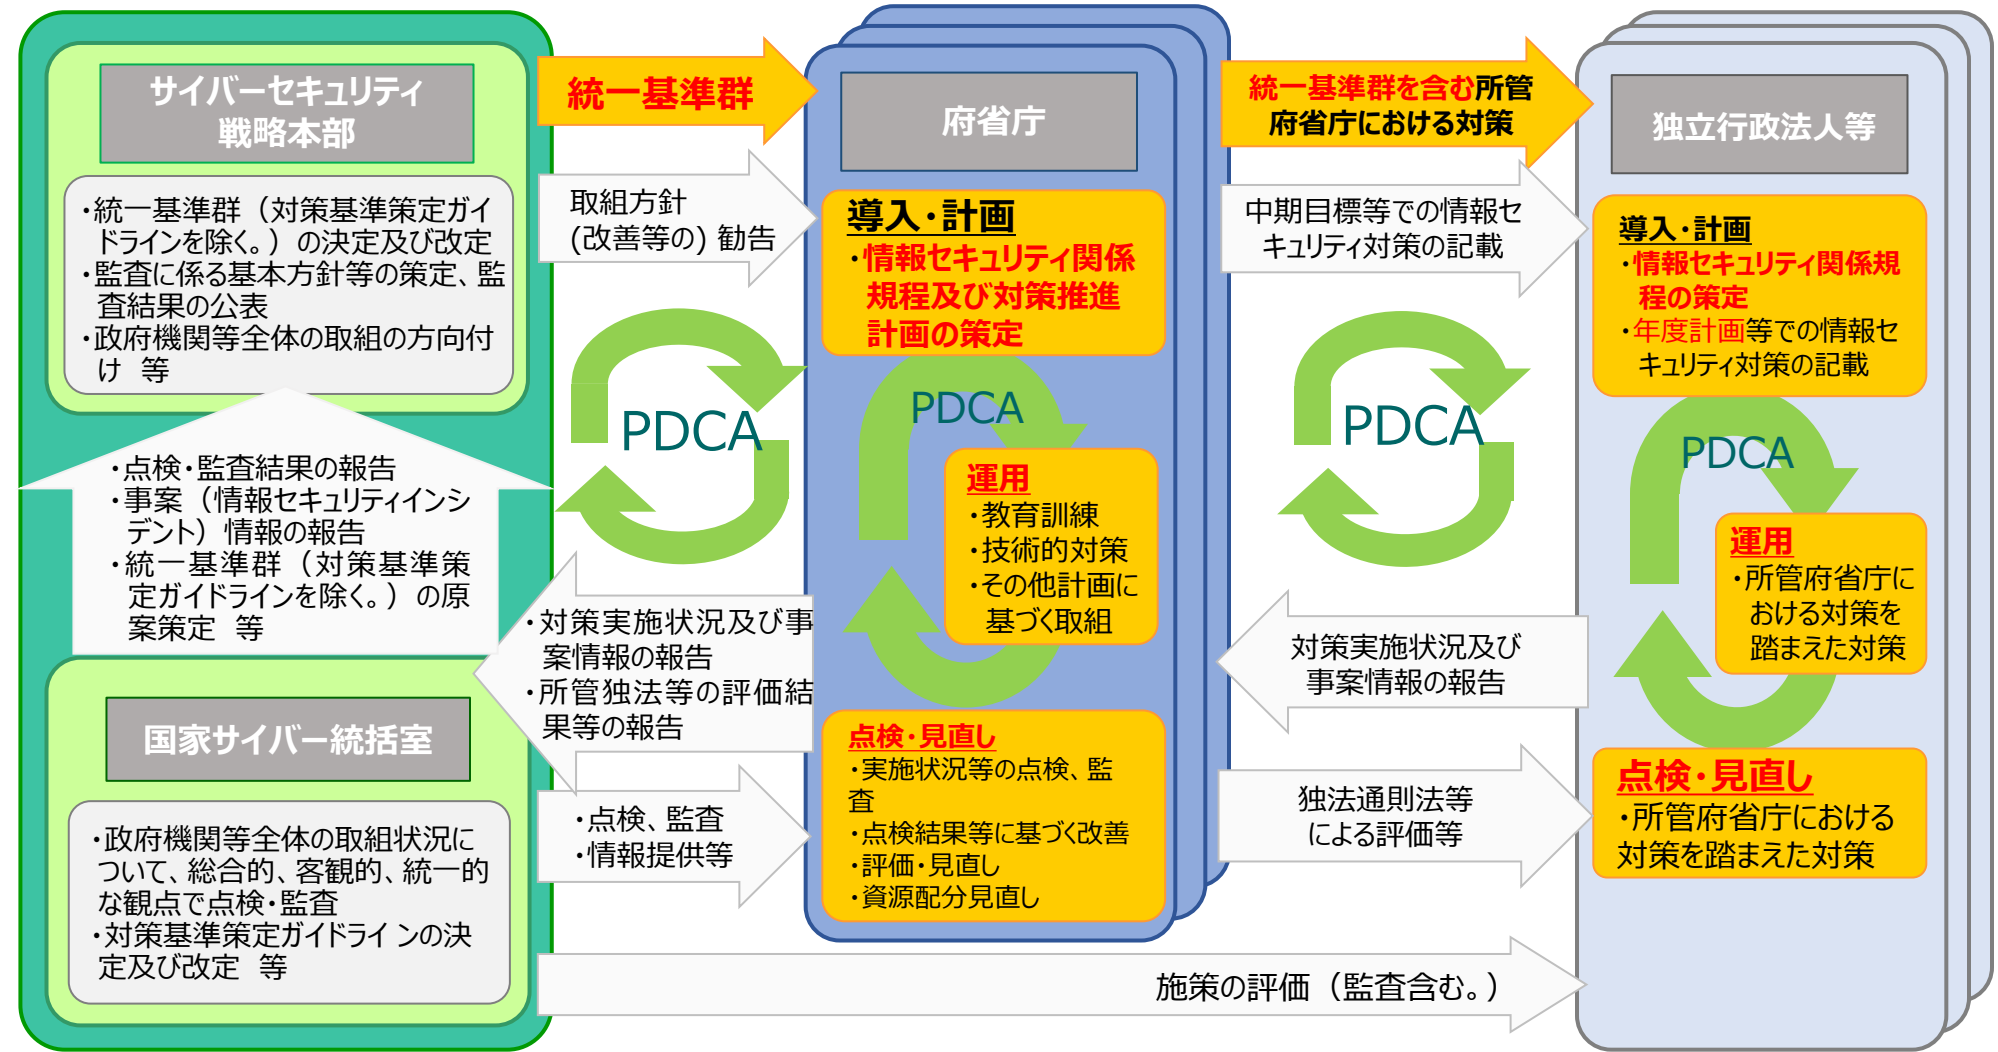 サイバーセキュリティ
戦略本部
・統一基準群（対策基準策定ガイ
ドラインを除く。）の決定及び改定
・監査に係る基本方針等の策定、監
査結果の公表
・政府機関等全体の取組の方向付
け　等
・点検・監査結果の報告
・事案（情報セキュリティインシ
デント）情報の報告
・統一基準群（対策基準策
定ガイドラインを除く。）の原
案策定　等
国家サイバー統括室
・政府機関等全体の取組状況に
ついて、総合的、客観的、統一的
な観点で点検・監査
・対策基準策定ガイドラインの決
定及び改定　等
統一基準群
取組方針
(改善等の) 勧告
PDCA
・対策実施状況及び事
案情報の報告
・所管独法等の評価結
果等の報告
・点検、監査
・情報提供等
府省庁
導入・計画
・情報セキュリティ関係
規程及び対策推進
計画の策定
PDCA
運用
・教育訓練
・技術的対策
・その他計画に
基づく取組
点検・見直し
・実施状況等の点検、監
査
・点検結果等に基づく改善
・評価・見直し
・資源配分見直し
統一基準群を含む所管
府省庁における対策
中期目標等での情報セ
キュリティ対策の記載
PDCA
対策実施状況及び
事案情報の報告
独法通則法等
による評価等
施策の評価（監査含む。）
独立行政法人等
導入・計画
・情報セキュリティ関係規
程の策定
・年度計画等での情報セ
キュリティ対策の記載
PDCA
運用
・所管府省庁に
おける対策を
踏まえた対策
点検・見直し
・所管府省庁における
対策を踏まえた対策